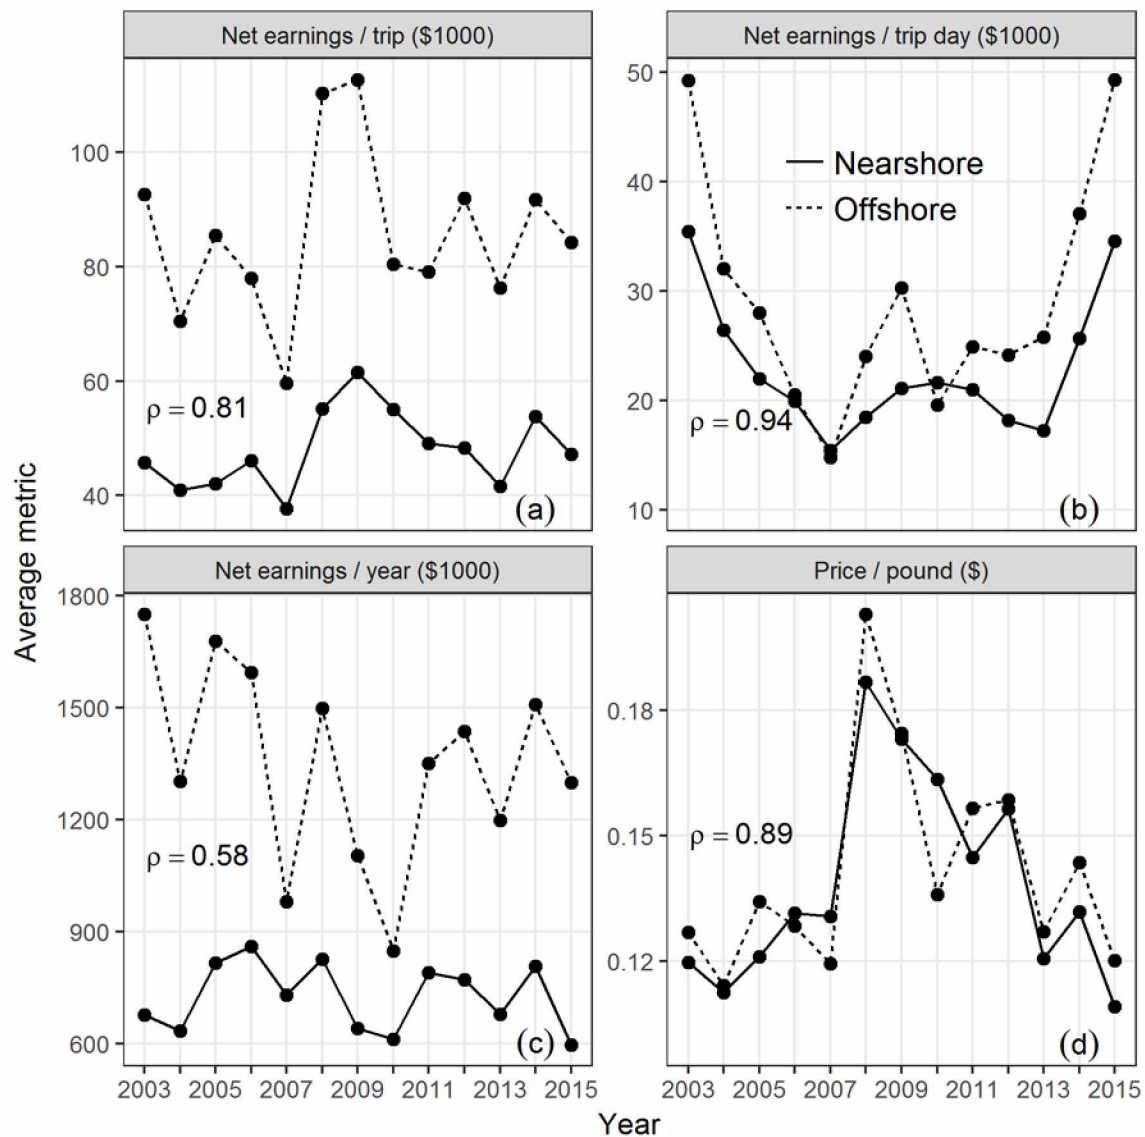 Net earnings / trip ($1000)
Net earnings / trip day ($1000)
100
80
60
40
ρ = 0.81
(a)
50
40
30
20
10
Nearshore
Offshore
ρ = 0.94
(b)
Average metric
Net earnings / year ($1000)
Price / pound ($)
1800
1500
1200
900
600
ρ = 0.58
(c)
0.18
0.15
0.12
ρ = 0.89
(d)
2003 2005 2007 2009 2011 2013 2015
2003 2005 2007 2009 2011 2013 2015
Year